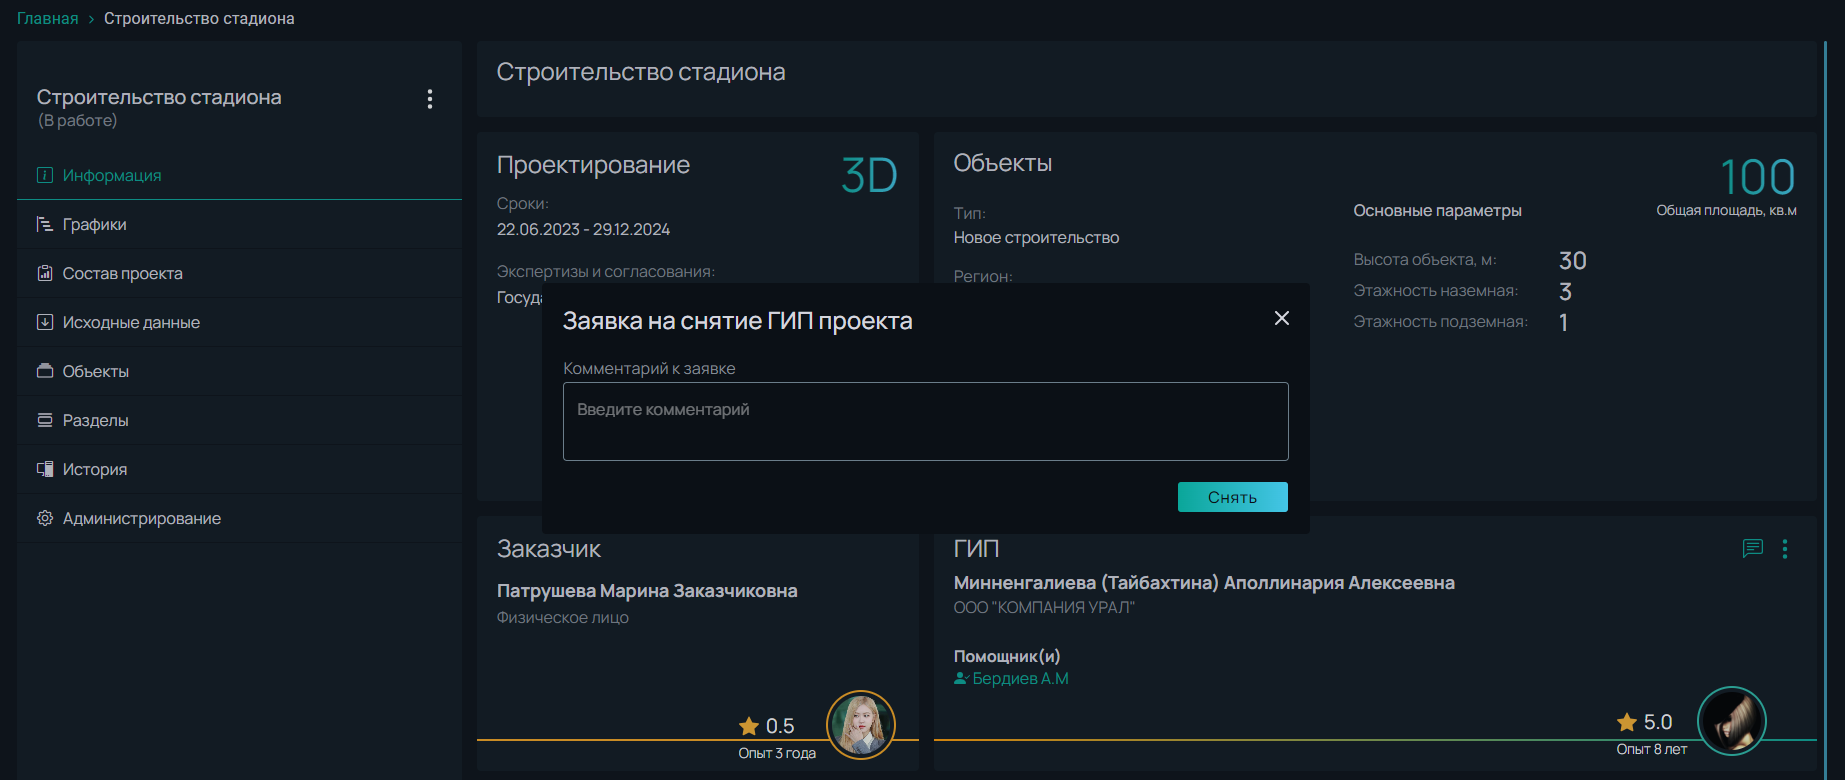 Главная › Строительство стадиона
Строительство стадиона
(В работе)
Информация
Графики
Состав проекта
Исходные данные
Объекты
Разделы
История
Администрирование
Строительство стадиона
Проектирование
3D
Сроки:
22.06.2023 - 29.12.2024
Экспертизы и согласования:
Объекты
100
Общая площадь, кв.м
Тип:
Новое строительство
Регион:
Основные параметры
Высота объекта, м: 30
Этажность наземная: 3
Этажность подземная: 1
Заявка на снятие ГИП проекта
Комментарий к заявке
Введите комментарий
Снять
Заказчик
Патрушева Марина Заказчиковна
Физическое лицо
0.5
Опыт 3 года
ГИП
Минненгалиева (Тайбахтина) Аполлинария Алексеевна
ООО "КОМПАНИЯ УРАЛ"
Помощник(и)
Бердиев А.М
5.0
Опыт 8 лет